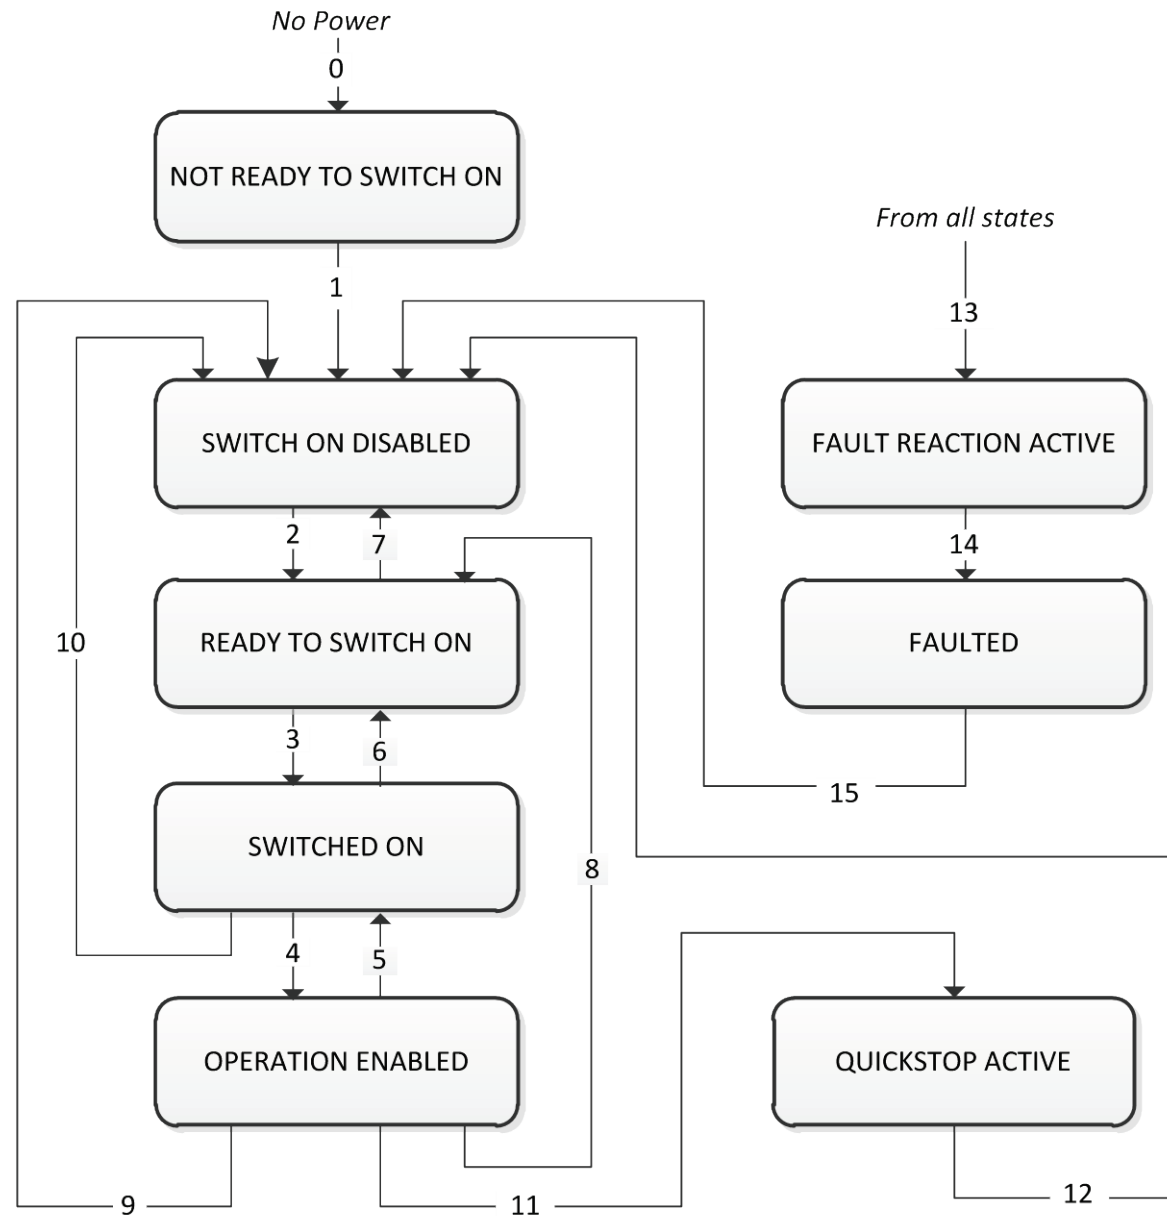 No Power
0
NOT READY TO SWITCH ON
From all states
1
13
SWITCH ON DISABLED
FAULT REACTION ACTIVE
2
7
14
10
READY TO SWITCH ON
FAULTED
3
6
15
SWITCHED ON
8
4
5
OPERATION ENABLED
QUICKSTOP ACTIVE
9
11
12